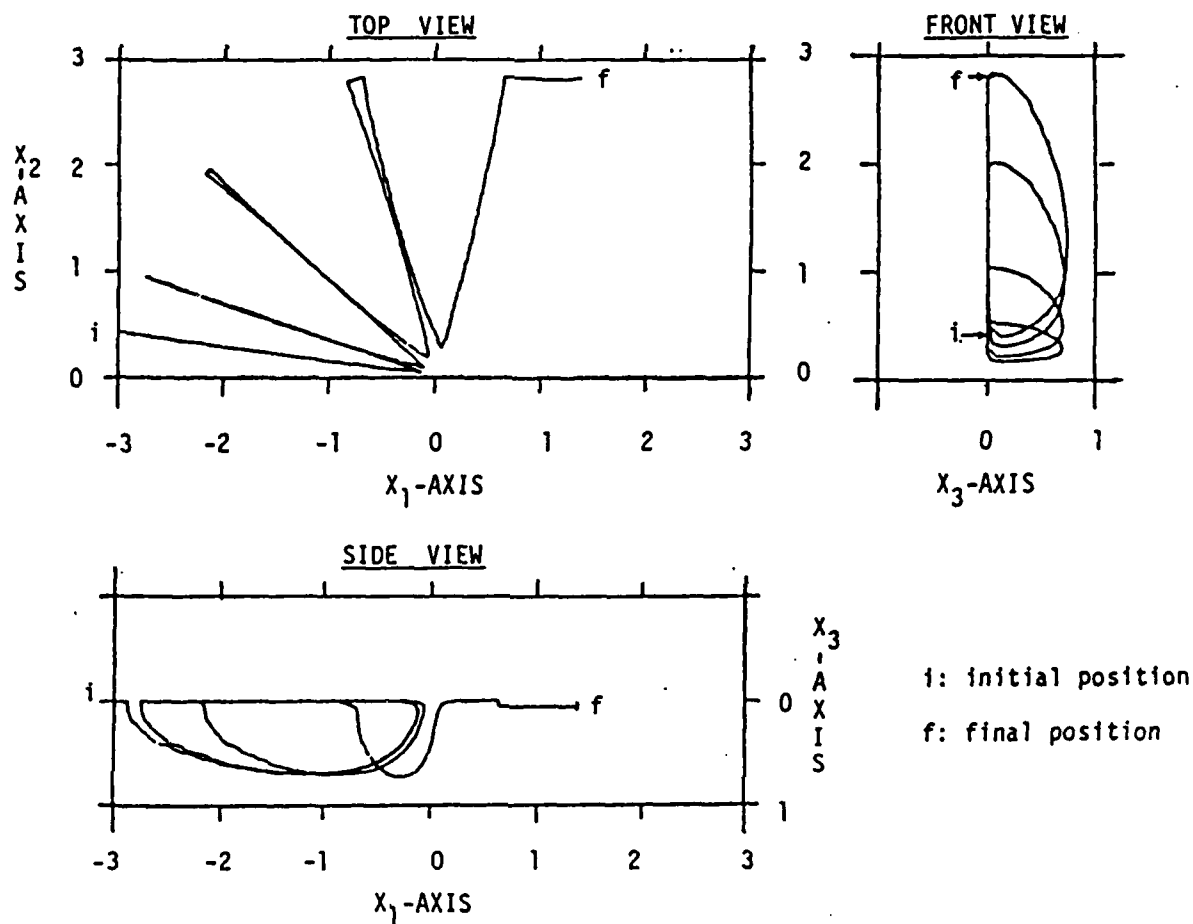 TOP VIEW
FRONT VIEW
3
2
1
0
X2-AXIS
i
f
-3 -2 -1 0 1 2 3
X1-AXIS
3
2
1
0
f
i
0 1
X3-AXIS
SIDE VIEW
i
f
0
1
X3-AXIS
-3 -2 -1 0 1 2 3
X1-AXIS
i: initial position
f: final position